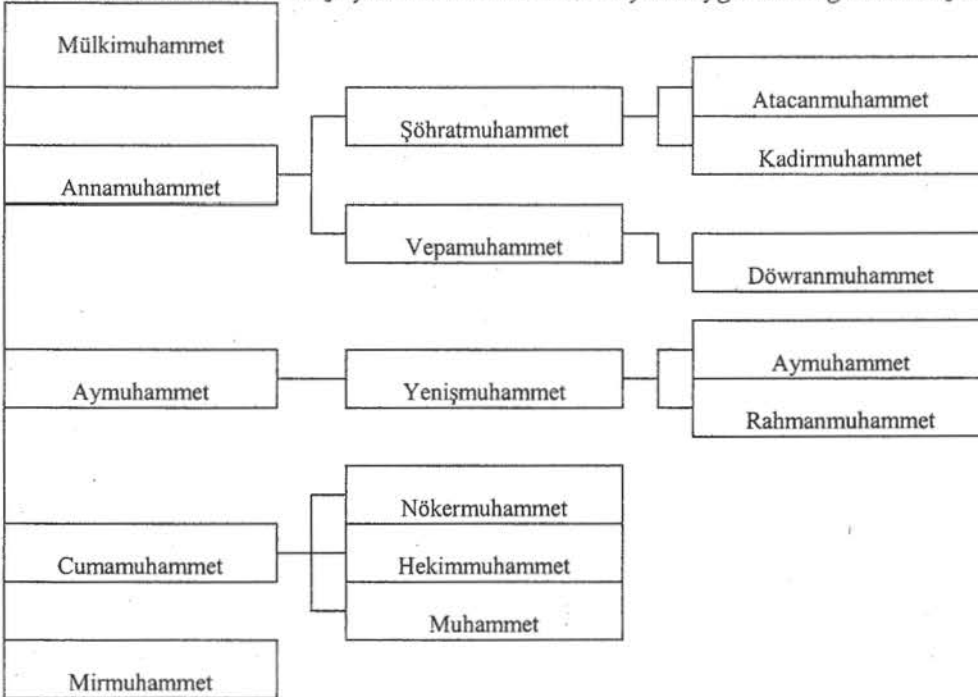 Mülkimuhammet
Annamuhammet
Şöhratmuhammet
Atacanmuhammet
Kadirmuhammet
Vepamuhammet
Döwranmuhammet
Aymuhammet
Yenişmuhammet
Aymuhammet
Rahmanmuhammet
Cumamuhammet
Nökermuhammet
Hekimmuhammet
Muhammet
Mirmuhammet